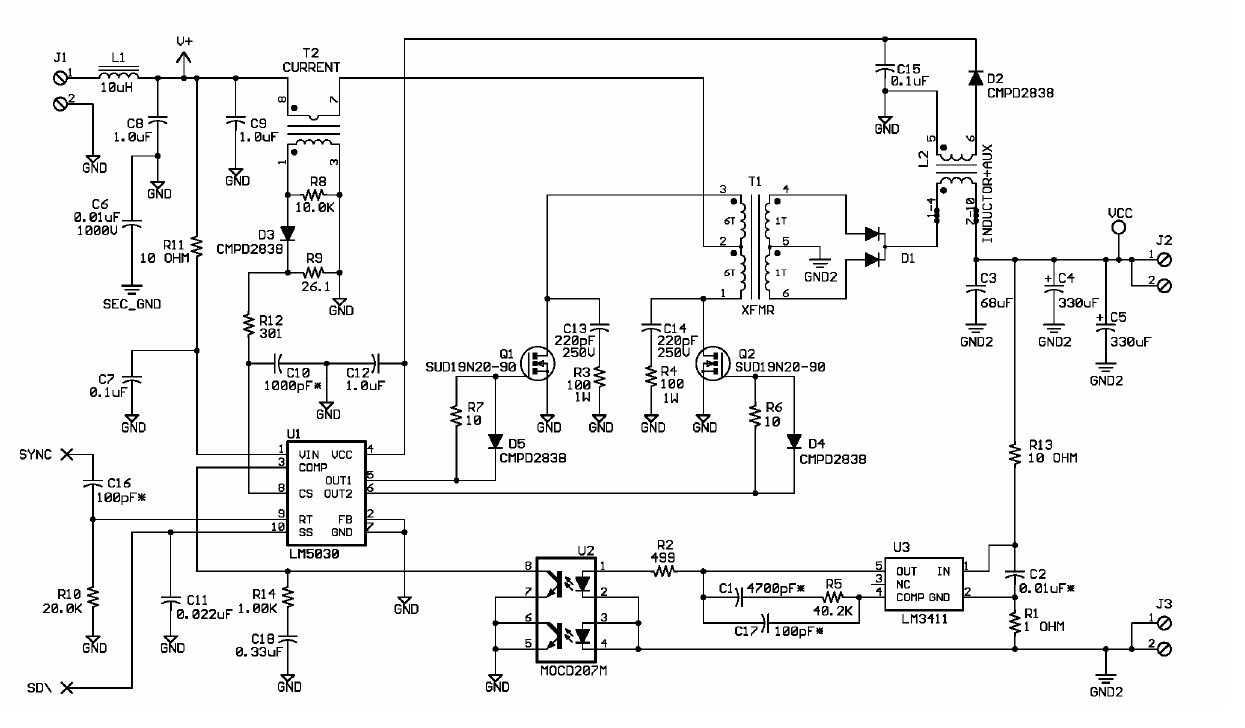 J1
1
2
L1
10uH
V+
C8
1.0uF
GND
GND
C6
0.01uF
1000V
SEC_GND
C9
1.0uF
GND
T2
CURRENT
8
7
1
3
R8
10.0K
D3
CMPD2838
R9
26.1
GND
R11
10 OHM
R12
301
C10
1000pF*
C12
1.0uF
GND
C7
0.1uF
GND
SYNC
C16
100pF*
R10
20.0K
GND
SD\
C11
0.022uF
GND
U1
1
VIN
VCC
4
3
COMP
OUT1
5
8
CS
OUT2
6
9
RT
FB
2
10
SS
GND
7
LM5030
GND
R14
1.00K
C18
0.33uF
GND
Q1
SUD19N20-90
GND
C13
220pF
250V
R3
100
1W
GND
C14
220pF
250V
R4
100
1W
GND
Q2
SUD19N20-90
GND
R7
10
D5
CMPD2838
R6
10
D4
CMPD2838
T1
3
4
6T
1T
2
5
6T
1T
1
6
XFMR
GND2
D1
C15
0.1uF
GND
D2
CMPD2838
L2
5
6
1-4
7-10
INDUCTOR+AUX
VCC
J2
1
2
C3
68uF
GND2
+
C4
330uF
GND2
+
C5
330uF
GND2
R13
10 OHM
U2
8
1
7
2
6
3
5
4
MOCD207M
GND
R2
499
C1
4700pF*
R5
40.2K
C17
100pF*
U3
5
OUT
IN
1
3
NC
4
COMP
GND
2
LM3411
C2
0.01uF*
R1
1 OHM
J3
1
2
GND2